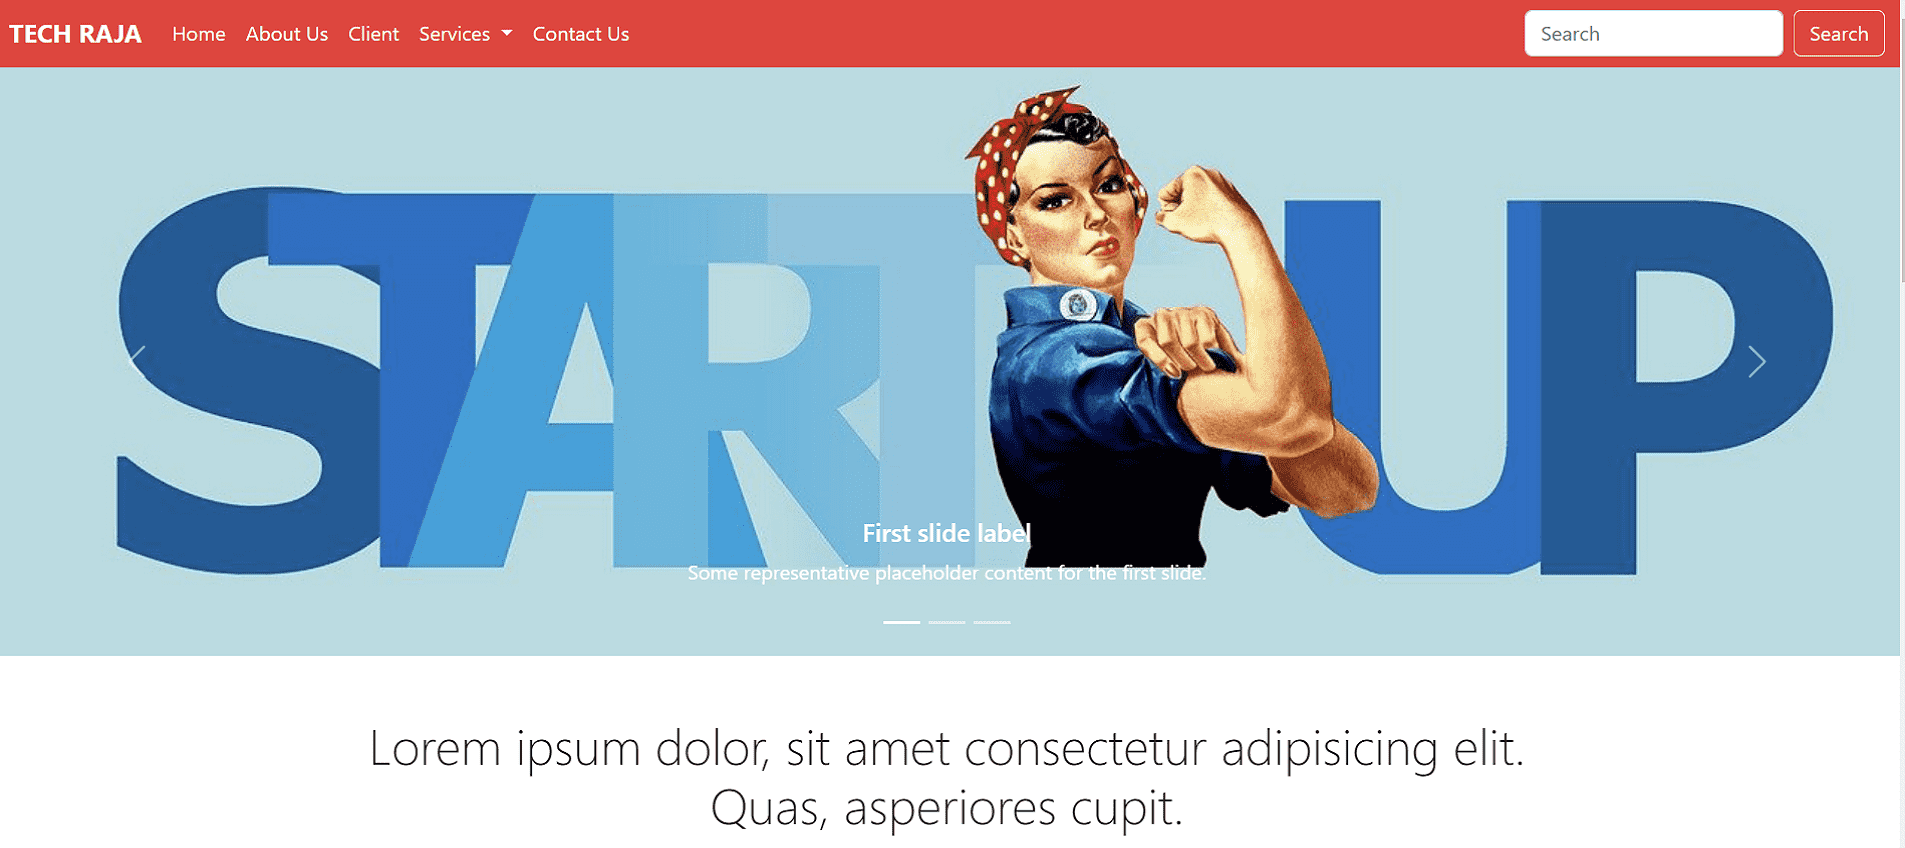 TECH RAJA Home About Us Client Services Contact Us Search Search
START UP
First slide label
Some representative placeholder content for the first slide.
Lorem ipsum dolor, sit amet consectetur adipisicing elit.
Quas, asperiores cupit.